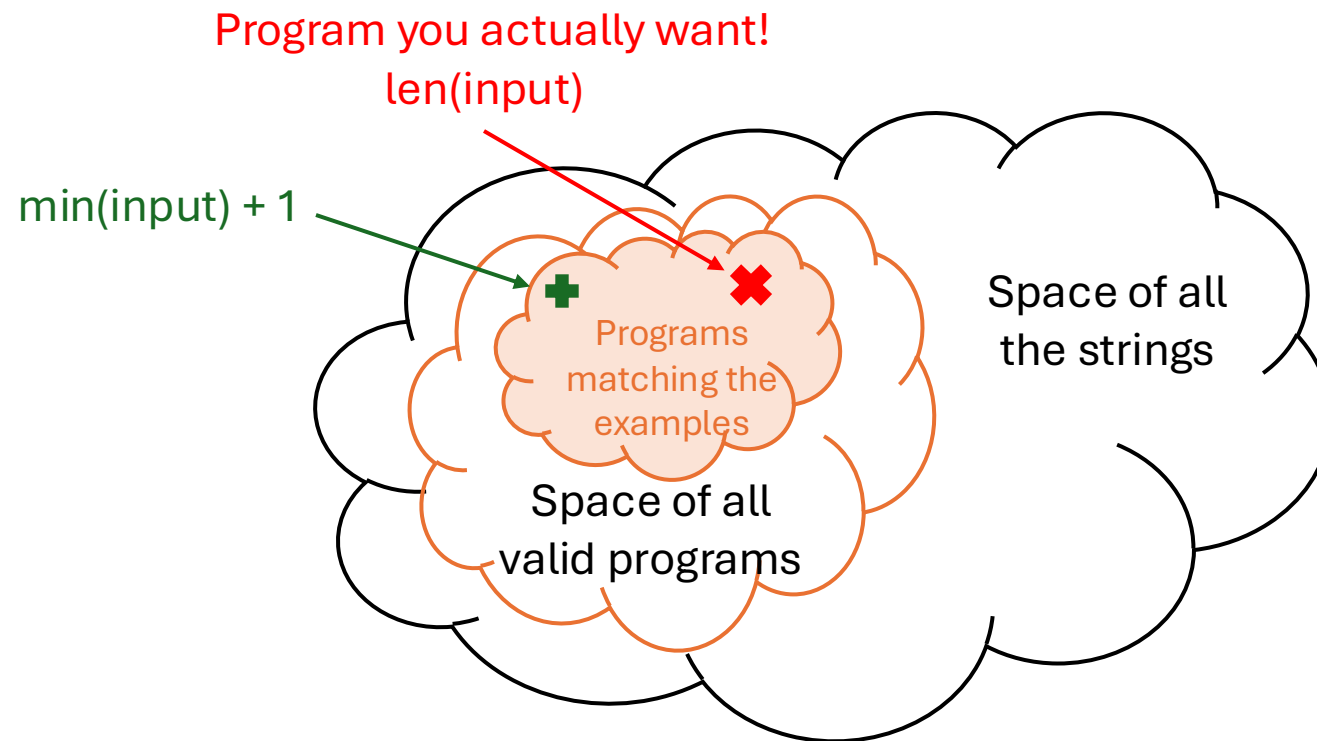 Program you actually want!
len(input)
min(input) + 1
Space of all
the strings
Programs
matching the
examples
Space of all
valid programs